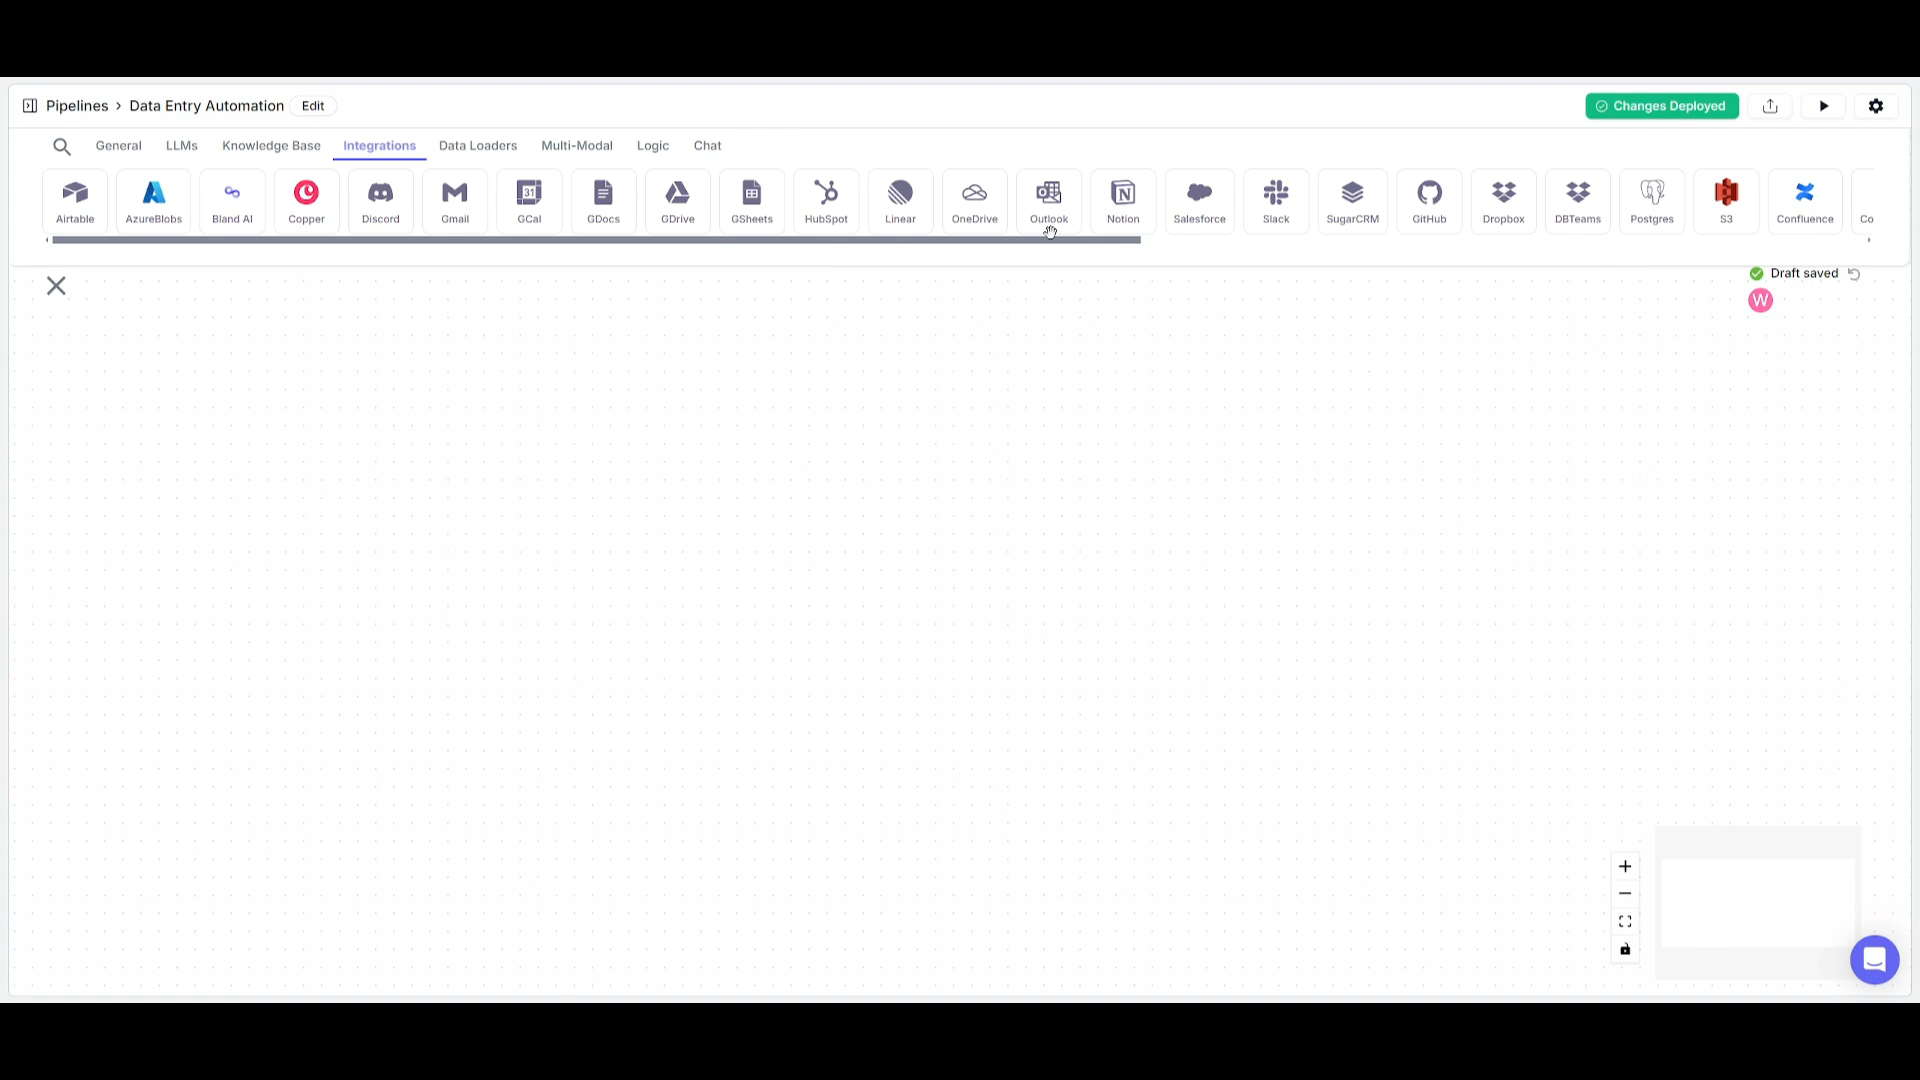 Pipelines > Data Entry Automation Edit
Changes Deployed
General LLMs Knowledge Base Integrations Data Loaders Multi-Modal Logic Chat
Airtable AzureBlobs Bland AI Copper Discord Gmail GCal GDocs GDrive GSheets HubSpot Linear OneDrive Outlook Notion Salesforce Slack SugarCRM GitHub Dropbox DBTeams Postgres S3 Confluence Co
Draft saved
W